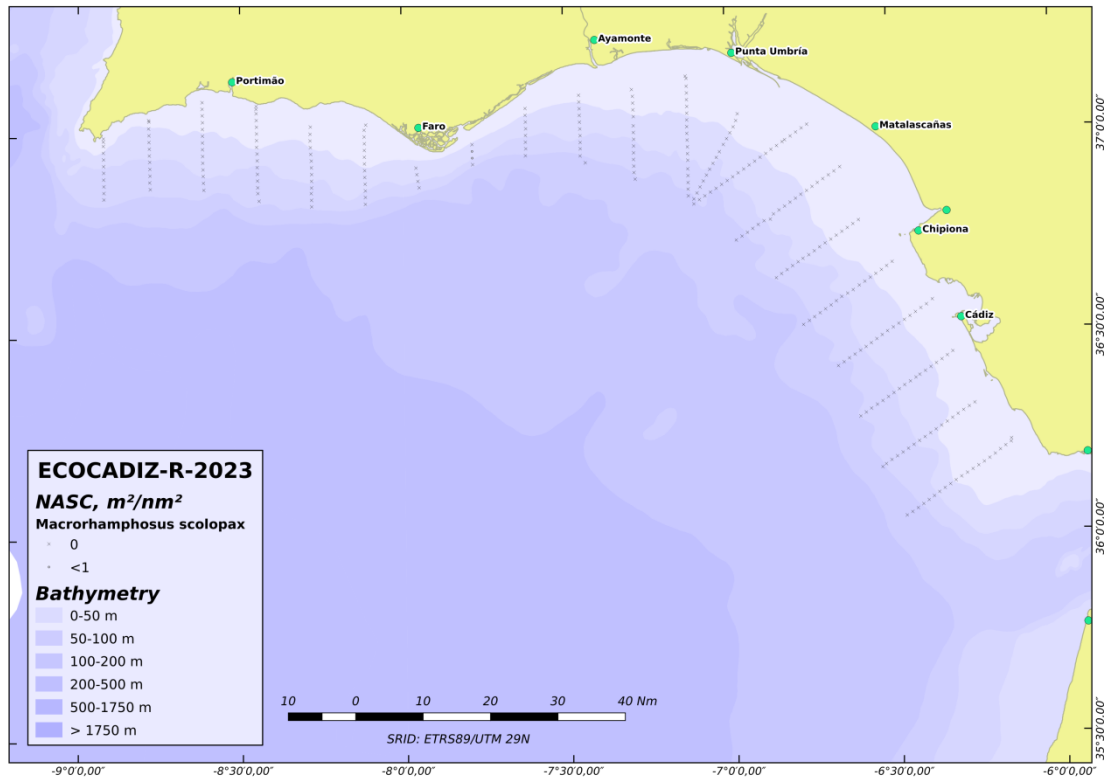 Ayamonte
Punta Umbría
Portimão
Faro
Matalascañas
Chipiona
Cádiz
37°0'0.00"
36°30'0.00"
36°0'0.00"
35°30'0.00"
ECOCADIZ-R-2023
NASC, m²/nm²
Macrorhamphosus scolopax
0
<1
Bathymetry
0-50 m
50-100 m
100-200 m
200-500 m
500-1750 m
> 1750 m
10 0 10 20 30 40 Nm
SRID: ETRS89/UTM 29N
-9°0'0,00" -8°30'0,00" -8°0'0,00" -7°30'0,00" -7°0'0,00" -6°30'0,00" -6°0'0,00"